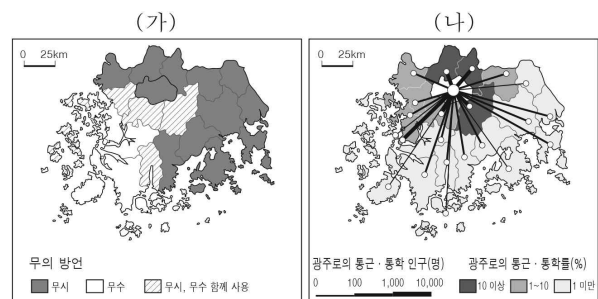 (가)
(나)
0 25km
0 25km
무의 방언
무시
무수
무시, 무수 함께 사용
광주로의 통근 · 통학 인구(명)
0 100 1,000 10,000
광주로의 통근 · 통학률(%)
10 이상
1~10
1 미만